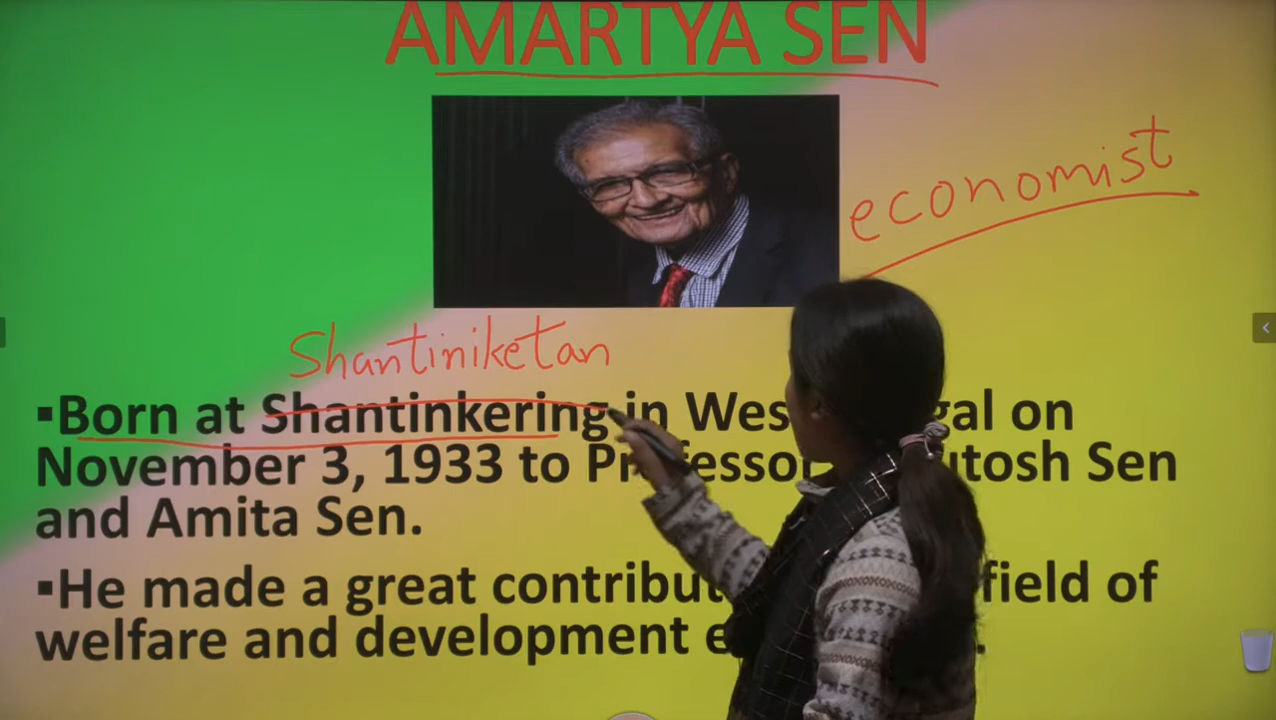 AMARTYA SEN
economist
Shantiniketan
▪Born at Shantinkering in Wes gal on
November 3, 1933 to Pr fessor utosh Sen
and Amita Sen.
▪He made a great contribut field of
welfare and development e .